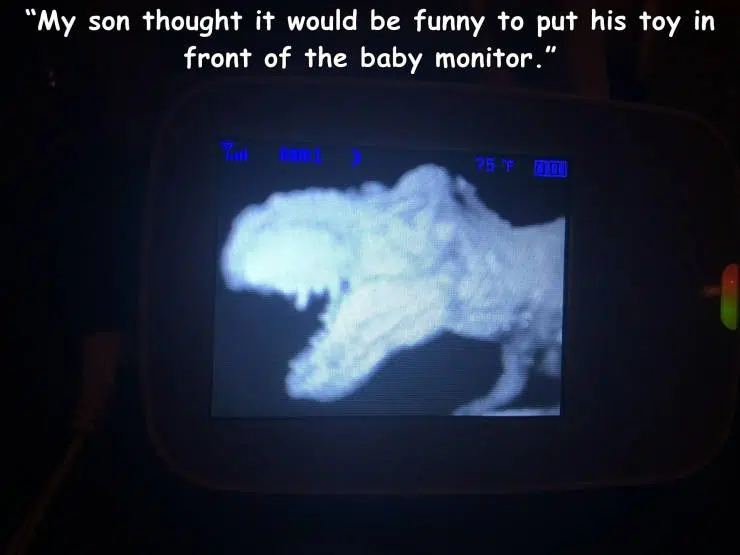 “My son thought it would be funny to put his toy in
front of the baby monitor.”
75 °F